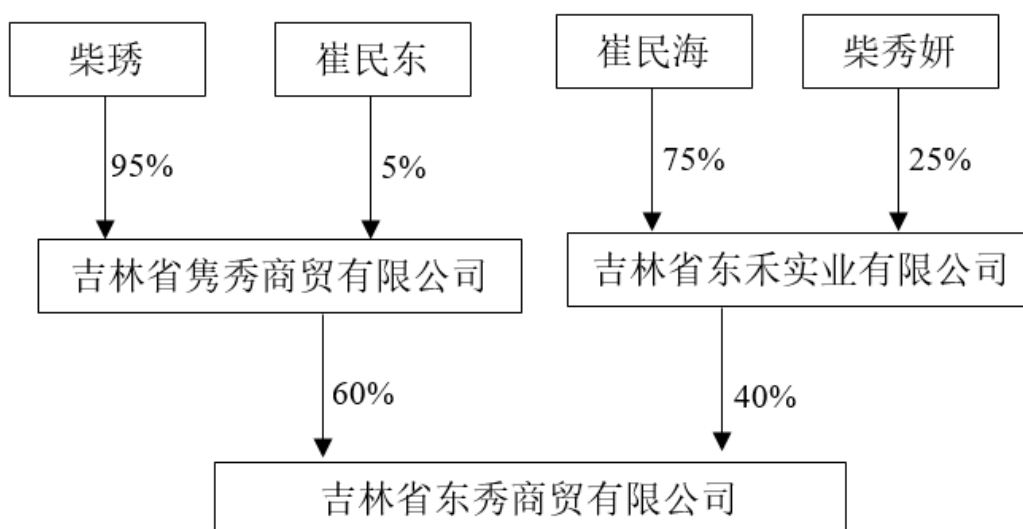 柴琇
崔民东
崔民海
柴秀妍
95%
5%
75%
25%
吉林省隽秀商贸有限公司
吉林省东禾实业有限公司
60%
40%
吉林省东秀商贸有限公司